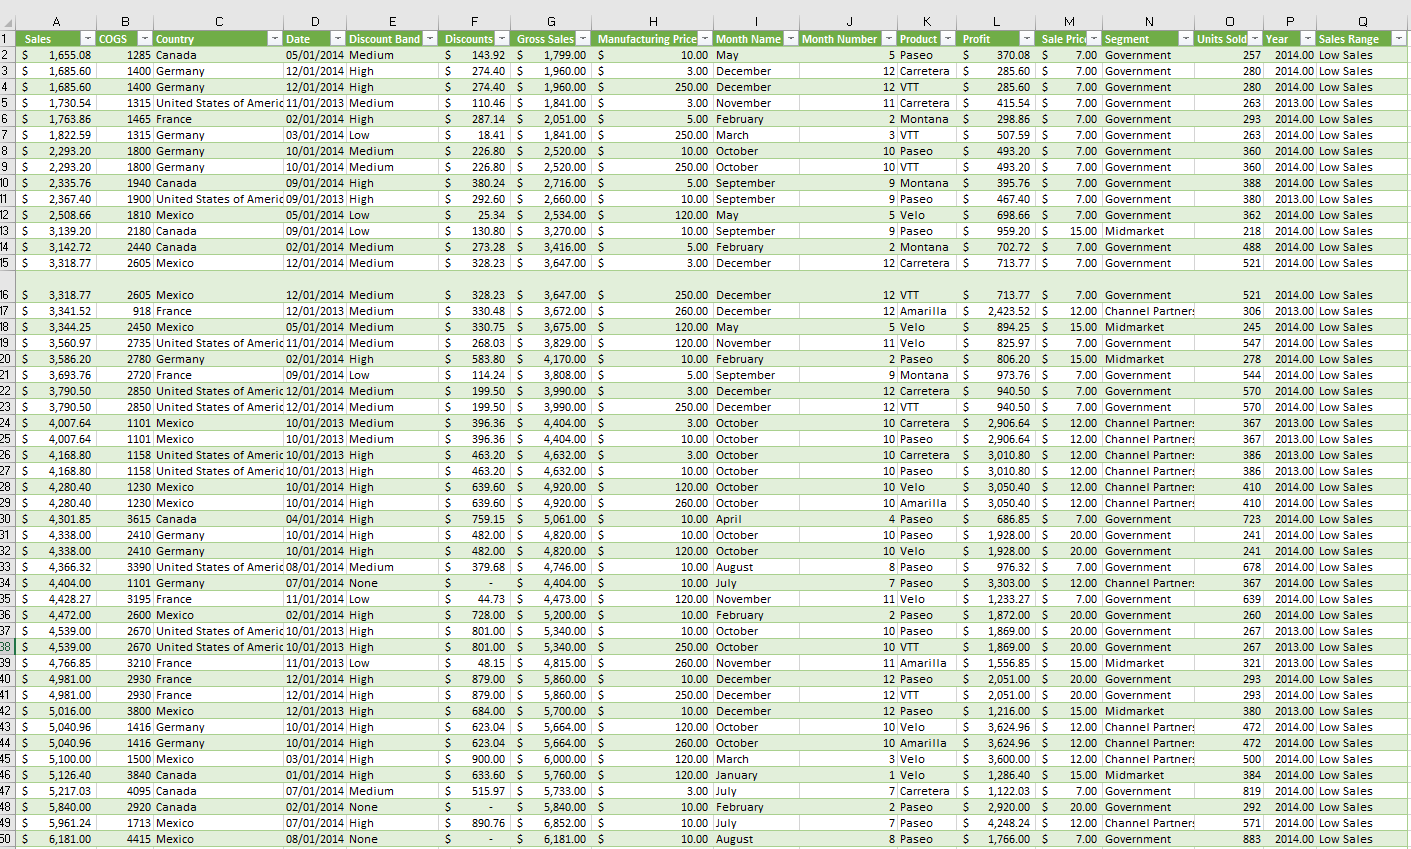 A B C D E F G H I J K L M N O P Q
1 Sales COGS Country Date Discount Band Discounts Gross Sales Manufacturing Price Month Name Month Number Product Profit Sale Pric Segment Units Sold Year Sales Range
2 $ 1,655.08 1285 Canada 05/01/2014 Medium $ 143.92 $ 1,799.00 $ 10.00 May 5 Paseo $ 370.08 $ 7.00 Government 257 2014.00 Low Sales
3 $ 1,685.60 1400 Germany 12/01/2014 High $ 274.40 $ 1,960.00 $ 3.00 December 12 Carretera $ 285.60 $ 7.00 Government 280 2014.00 Low Sales
4 $ 1,685.60 1400 Germany 12/01/2014 High $ 274.40 $ 1,960.00 $ 250.00 December 12 VTT $ 285.60 $ 7.00 Government 280 2014.00 Low Sales
5 $ 1,730.54 1315 United States of Americ 11/01/2013 Medium $ 110.46 $ 1,841.00 $ 3.00 November 11 Carretera $ 415.54 $ 7.00 Government 263 2013.00 Low Sales
6 $ 1,763.86 1465 France 02/01/2014 High $ 287.14 $ 2,051.00 $ 5.00 February 2 Montana $ 298.86 $ 7.00 Government 293 2014.00 Low Sales
7 $ 1,822.59 1315 Germany 03/01/2014 Low $ 18.41 $ 1,841.00 $ 250.00 March 3 VTT $ 507.59 $ 7.00 Government 263 2014.00 Low Sales
8 $ 2,293.20 1800 Germany 10/01/2014 Medium $ 226.80 $ 2,520.00 $ 10.00 October 10 Paseo $ 493.20 $ 7.00 Government 360 2014.00 Low Sales
9 $ 2,293.20 1800 Germany 10/01/2014 Medium $ 226.80 $ 2,520.00 $ 250.00 October 10 VTT $ 493.20 $ 7.00 Government 360 2014.00 Low Sales
10 $ 2,335.76 1940 Canada 09/01/2014 High $ 380.24 $ 2,716.00 $ 5.00 September 9 Montana $ 395.76 $ 7.00 Government 388 2014.00 Low Sales
11 $ 2,367.40 1900 United States of Americ 09/01/2013 High $ 292.60 $ 2,660.00 $ 10.00 September 9 Paseo $ 467.40 $ 7.00 Government 380 2013.00 Low Sales
12 $ 2,508.66 1810 Mexico 05/01/2014 Low $ 25.34 $ 2,534.00 $ 120.00 May 5 Velo $ 698.66 $ 7.00 Government 362 2014.00 Low Sales
13 $ 3,139.20 2180 Canada 09/01/2014 Low $ 130.80 $ 3,270.00 $ 10.00 September 9 Paseo $ 959.20 $ 15.00 Midmarket 218 2014.00 Low Sales
14 $ 3,142.72 2440 Canada 02/01/2014 Medium $ 273.28 $ 3,416.00 $ 5.00 February 2 Montana $ 702.72 $ 7.00 Government 488 2014.00 Low Sales
15 $ 3,318.77 2605 Mexico 12/01/2014 Medium $ 328.23 $ 3,647.00 $ 3.00 December 12 Carretera $ 713.77 $ 7.00 Government 521 2014.00 Low Sales
16 $ 3,318.77 2605 Mexico 12/01/2014 Medium $ 328.23 $ 3,647.00 $ 250.00 December 12 VTT $ 713.77 $ 7.00 Government 521 2014.00 Low Sales
17 $ 3,341.52 918 France 12/01/2013 Medium $ 330.48 $ 3,672.00 $ 260.00 December 12 Amarilla $ 2,423.52 $ 12.00 Channel Partners 306 2013.00 Low Sales
18 $ 3,344.25 2450 Mexico 05/01/2014 Medium $ 330.75 $ 3,675.00 $ 120.00 May 5 Velo $ 894.25 $ 15.00 Midmarket 245 2014.00 Low Sales
19 $ 3,560.97 2735 United States of Americ 11/01/2014 Medium $ 268.03 $ 3,829.00 $ 120.00 November 11 Velo $ 825.97 $ 7.00 Government 547 2014.00 Low Sales
20 $ 3,586.20 2780 Germany 02/01/2014 High $ 583.80 $ 4,170.00 $ 10.00 February 2 Paseo $ 806.20 $ 15.00 Midmarket 278 2014.00 Low Sales
21 $ 3,693.76 2720 France 09/01/2014 Low $ 114.24 $ 3,808.00 $ 5.00 September 9 Montana $ 973.76 $ 7.00 Government 544 2014.00 Low Sales
22 $ 3,790.50 2850 United States of Americ 12/01/2014 Medium $ 199.50 $ 3,990.00 $ 3.00 December 12 Carretera $ 940.50 $ 7.00 Government 570 2014.00 Low Sales
23 $ 3,790.50 2850 United States of Americ 12/01/2014 Medium $ 199.50 $ 3,990.00 $ 250.00 December 12 VTT $ 940.50 $ 7.00 Government 570 2014.00 Low Sales
24 $ 4,007.64 1101 Mexico 10/01/2013 Medium $ 396.36 $ 4,404.00 $ 3.00 October 10 Carretera $ 2,906.64 $ 12.00 Channel Partners 367 2013.00 Low Sales
25 $ 4,007.64 1101 Mexico 10/01/2013 Medium $ 396.36 $ 4,404.00 $ 10.00 October 10 Paseo $ 2,906.64 $ 12.00 Channel Partners 367 2013.00 Low Sales
26 $ 4,168.80 1158 United States of Americ 10/01/2013 High $ 463.20 $ 4,632.00 $ 3.00 October 10 Carretera $ 3,010.80 $ 12.00 Channel Partners 386 2013.00 Low Sales
27 $ 4,168.80 1158 United States of Americ 10/01/2013 High $ 463.20 $ 4,632.00 $ 10.00 October 10 Paseo $ 3,010.80 $ 12.00 Channel Partners 386 2013.00 Low Sales
28 $ 4,280.40 1230 Mexico 10/01/2014 High $ 639.60 $ 4,920.00 $ 120.00 October 10 Velo $ 3,050.40 $ 12.00 Channel Partners 410 2014.00 Low Sales
29 $ 4,280.40 1230 Mexico 10/01/2014 High $ 639.60 $ 4,920.00 $ 260.00 October 10 Amarilla $ 3,050.40 $ 12.00 Channel Partners 410 2014.00 Low Sales
30 $ 4,301.85 3615 Canada 04/01/2014 High $ 759.15 $ 5,061.00 $ 10.00 April 4 Paseo $ 686.85 $ 7.00 Government 723 2014.00 Low Sales
31 $ 4,338.00 2410 Germany 10/01/2014 High $ 482.00 $ 4,820.00 $ 10.00 October 10 Paseo $ 1,928.00 $ 20.00 Government 241 2014.00 Low Sales
32 $ 4,338.00 2410 Germany 10/01/2014 High $ 482.00 $ 4,820.00 $ 120.00 October 10 Velo $ 1,928.00 $ 20.00 Government 241 2014.00 Low Sales
33 $ 4,366.32 3390 United States of Americ 08/01/2014 Medium $ 379.68 $ 4,746.00 $ 10.00 August 8 Paseo $ 976.32 $ 7.00 Government 678 2014.00 Low Sales
34 $ 4,404.00 1101 Germany 07/01/2014 None $ - $ 4,404.00 $ 10.00 July 7 Paseo $ 3,303.00 $ 12.00 Channel Partners 367 2014.00 Low Sales
35 $ 4,428.27 3195 France 11/01/2014 Low $ 44.73 $ 4,473.00 $ 120.00 November 11 Velo $ 1,233.27 $ 7.00 Government 639 2014.00 Low Sales
36 $ 4,472.00 2600 Mexico 02/01/2014 High $ 728.00 $ 5,200.00 $ 10.00 February 2 Paseo $ 1,872.00 $ 20.00 Government 260 2014.00 Low Sales
37 $ 4,539.00 2670 United States of Americ 10/01/2013 High $ 801.00 $ 5,340.00 $ 10.00 October 10 Paseo $ 1,869.00 $ 20.00 Government 267 2013.00 Low Sales
38 $ 4,539.00 2670 United States of Americ 10/01/2013 High $ 801.00 $ 5,340.00 $ 250.00 October 10 VTT $ 1,869.00 $ 20.00 Government 267 2013.00 Low Sales
39 $ 4,766.85 3210 France 11/01/2013 Low $ 48.15 $ 4,815.00 $ 260.00 November 11 Amarilla $ 1,556.85 $ 15.00 Midmarket 321 2013.00 Low Sales
40 $ 4,981.00 2930 France 12/01/2014 High $ 879.00 $ 5,860.00 $ 10.00 December 12 Paseo $ 2,051.00 $ 20.00 Government 293 2014.00 Low Sales
41 $ 4,981.00 2930 France 12/01/2014 High $ 879.00 $ 5,860.00 $ 250.00 December 12 VTT $ 2,051.00 $ 20.00 Government 293 2014.00 Low Sales
42 $ 5,016.00 3800 Mexico 12/01/2013 High $ 684.00 $ 5,700.00 $ 10.00 December 12 Paseo $ 1,216.00 $ 15.00 Midmarket 380 2013.00 Low Sales
43 $ 5,040.96 1416 Germany 10/01/2014 High $ 623.04 $ 5,664.00 $ 120.00 October 10 Velo $ 3,624.96 $ 12.00 Channel Partners 472 2014.00 Low Sales
44 $ 5,040.96 1416 Germany 10/01/2014 High $ 623.04 $ 5,664.00 $ 260.00 October 10 Amarilla $ 3,624.96 $ 12.00 Channel Partners 472 2014.00 Low Sales
45 $ 5,100.00 1500 Mexico 03/01/2014 High $ 900.00 $ 6,000.00 $ 120.00 March 3 Velo $ 3,600.00 $ 12.00 Channel Partners 500 2014.00 Low Sales
46 $ 5,126.40 3840 Canada 01/01/2014 High $ 633.60 $ 5,760.00 $ 120.00 January 1 Velo $ 1,286.40 $ 15.00 Midmarket 384 2014.00 Low Sales
47 $ 5,217.03 4095 Canada 07/01/2014 Medium $ 515.97 $ 5,733.00 $ 3.00 July 7 Carretera $ 1,122.03 $ 7.00 Government 819 2014.00 Low Sales
48 $ 5,840.00 2920 Canada 02/01/2014 None $ - $ 5,840.00 $ 10.00 February 2 Paseo $ 2,920.00 $ 20.00 Government 292 2014.00 Low Sales
49 $ 5,961.24 1713 Mexico 07/01/2014 High $ 890.76 $ 6,852.00 $ 10.00 July 7 Paseo $ 4,248.24 $ 12.00 Channel Partners 571 2014.00 Low Sales
50 $ 6,181.00 4415 Mexico 08/01/2014 None $ - $ 6,181.00 $ 10.00 August 8 Paseo $ 1,766.00 $ 7.00 Government 883 2014.00 Low Sales